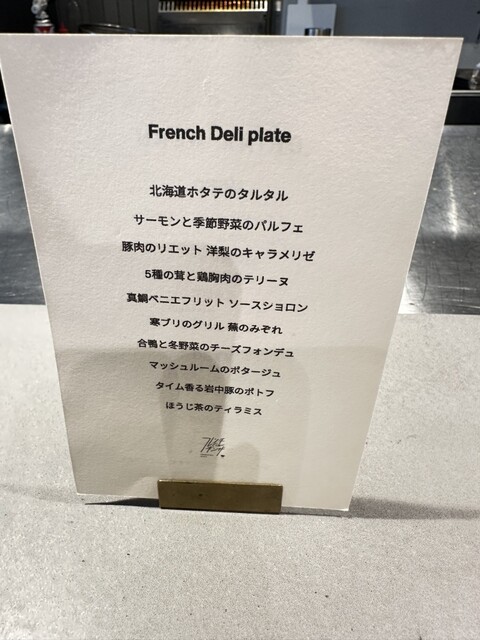 French Deli plate
北海道ホタテのタルタル
サーモンと季節野菜のパルフェ
豚肉のリエット 洋梨のキャラメリゼ
5種の茸と鶏胸肉のテリーヌ
真鯛ベニエフリット ソースショロン
寒ブリのグリル 蕪のみぞれ
合鴨と冬野菜のチーズフォンデュ
マッシュルームのポタージュ
タイム香る岩中豚のポトフ
ほうじ茶のティラミス